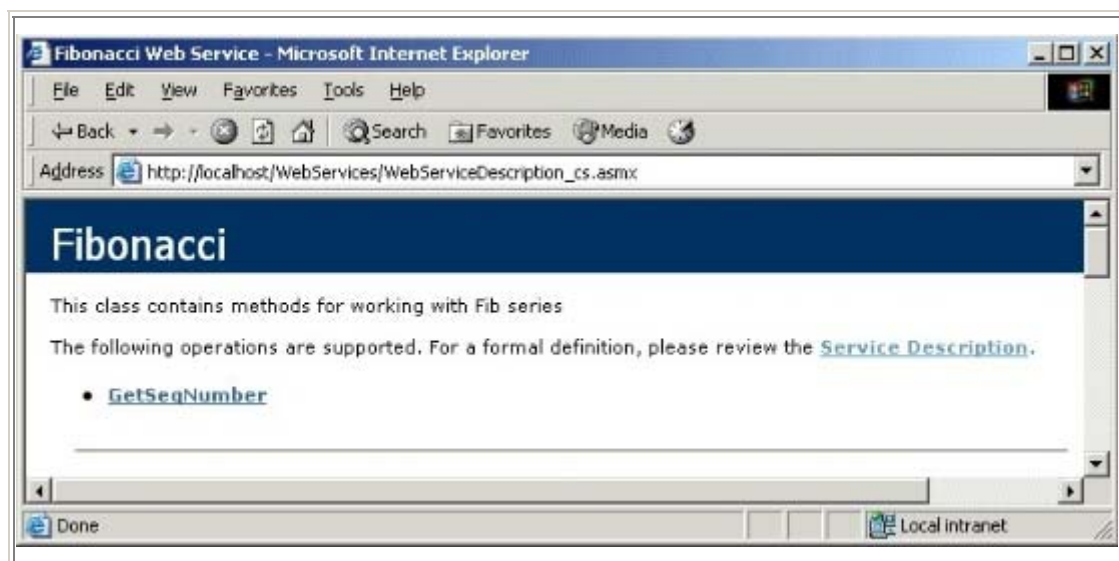 Fibonacci Web Service - Microsoft Internet Explorer
File Edit View Favorites Tools Help
Back Search Favorites Media
Address http://localhost/WebServices/WebServiceDescription_cs.asmx
Fibonacci
This class contains methods for working with Fib series
The following operations are supported. For a formal definition, please review the Service Description.
• GetSeqNumber
Done Local intranet